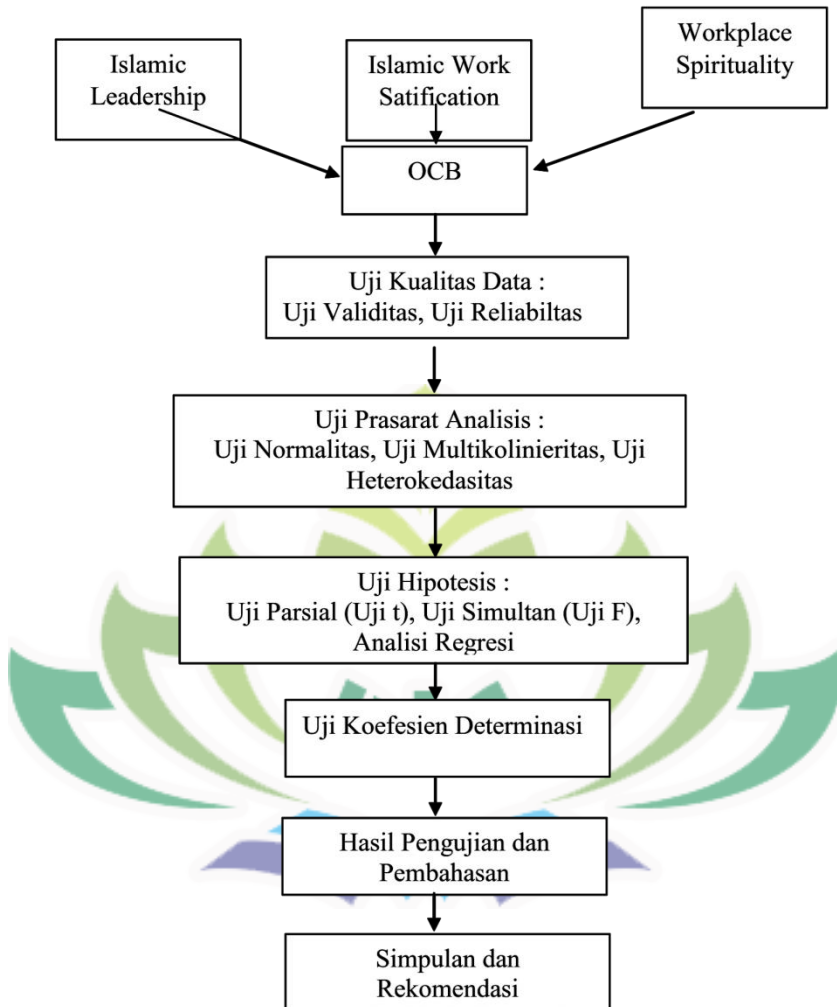 Islamic
Leadership
Islamic Work
Satification
Workplace
Spirituality
OCB
Uji Kualitas Data :
Uji Validitas, Uji Reliabiltas
Uji Prasarat Analisis :
Uji Normalitas, Uji Multikolinieritas, Uji
Heterokedasitas
Uji Hipotesis :
Uji Parsial (Uji t), Uji Simultan (Uji F),
Analisi Regresi
Uji Koefesien Determinasi
Hasil Pengujian dan
Pembahasan
Simpulan dan
Rekomendasi